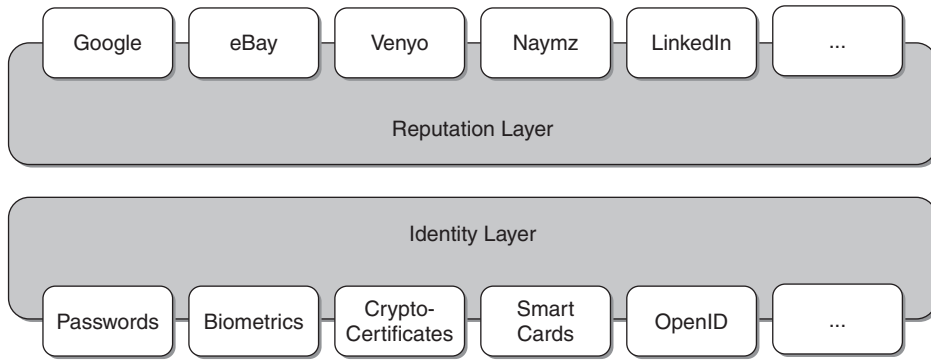 Google
eBay
Venyo
Naymz
LinkedIn
...
Reputation Layer
Identity Layer
Passwords
Biometrics
Crypto-
Certificates
Smart
Cards
OpenID
...